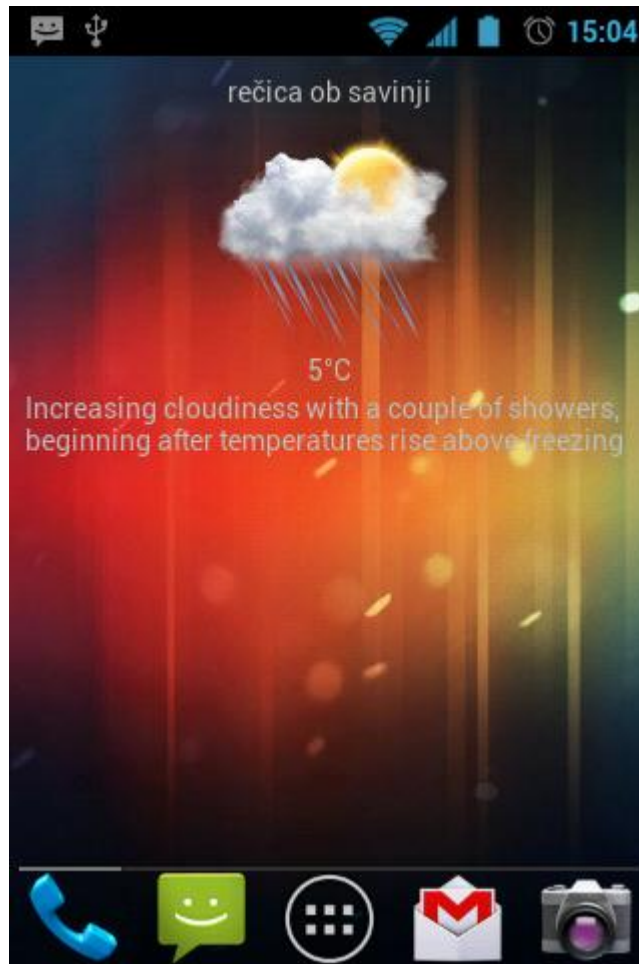 15:04
rečica ob savinji
5°C
Increasing cloudiness with a couple of showers,
beginning after temperatures rise above freezing